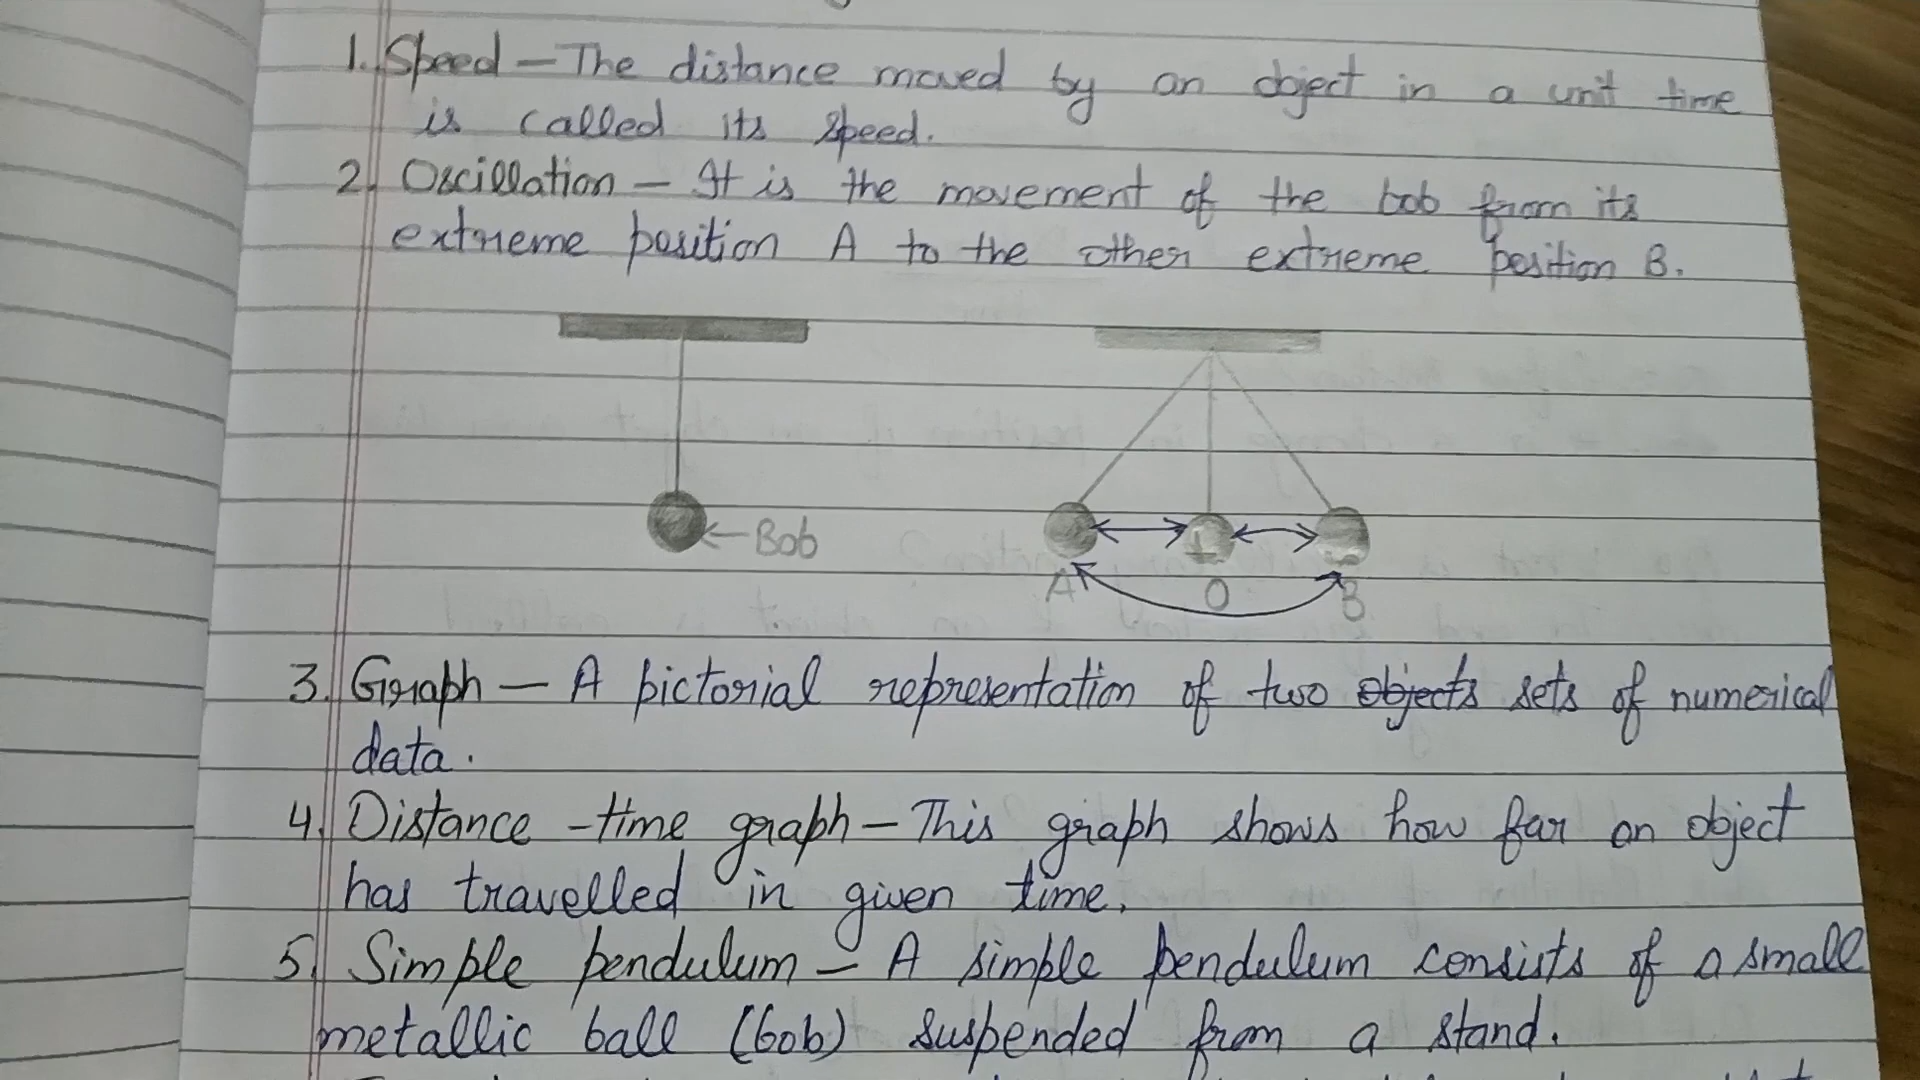 1. Speed – The distance moved by an object in a unit time
is called its speed.
2. Oscillation – It is the movement of the bob from its
extreme position A to the other extreme position B.
←Bob
A O B
3. Graph – A pictorial representation of two objects sets of numerical
data.
4. Distance -time graph – This graph shows how far an object
has travelled in given time.
5. Simple pendulum – A simple pendulum consists of a small
metallic ball (bob) suspended from a stand.